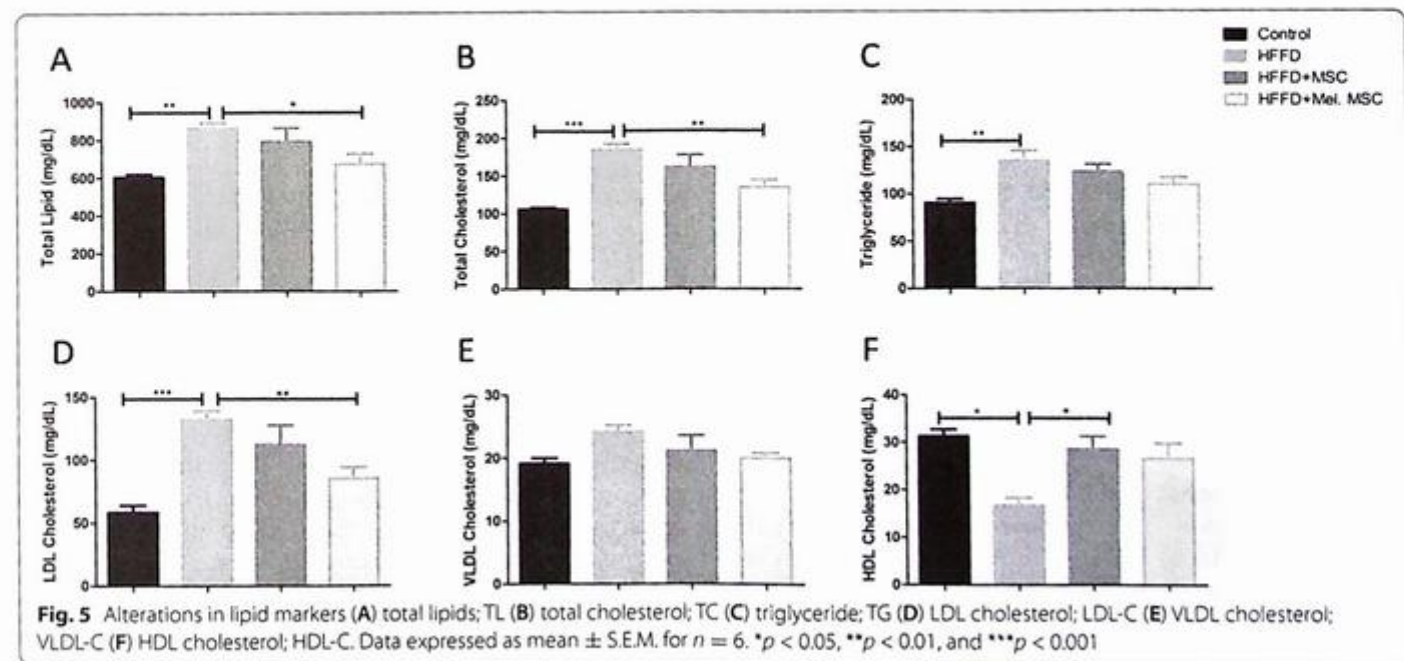 Control
HFFD
HFFD+MSC
HFFD+Mel. MSC
A
Total Lipid (mg/dL)
1000
800
600
400
200
0
**
*
B
Total Cholesterol (mg/dL)
250
200
150
100
50
0
***
**
C
Triglyceride (mg/dL)
200
150
100
50
0
**
D
LDL Cholesterol (mg/dL)
150
100
50
0
***
**
E
VLDL Cholesterol (mg/dL)
30
20
10
0
F
HDL Cholesterol (mg/dL)
40
30
20
10
0
*
*
Fig. 5 Alterations in lipid markers (A) total lipids; TL (B) total cholesterol; TC (C) triglyceride; TG (D) LDL cholesterol; LDL-C (E) VLDL cholesterol;
VLDL-C (F) HDL cholesterol; HDL-C. Data expressed as mean ± S.E.M. for n = 6. *p < 0.05, **p < 0.01, and ***p < 0.001